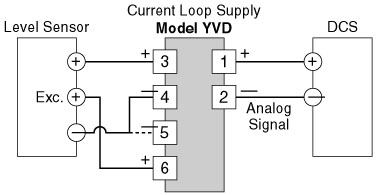 Current Loop Supply
Level Sensor Model YVD DCS
+ 3 1 + +
+
Exc. + — 4 2 — — Analog
Signal
— — 5
+ 6